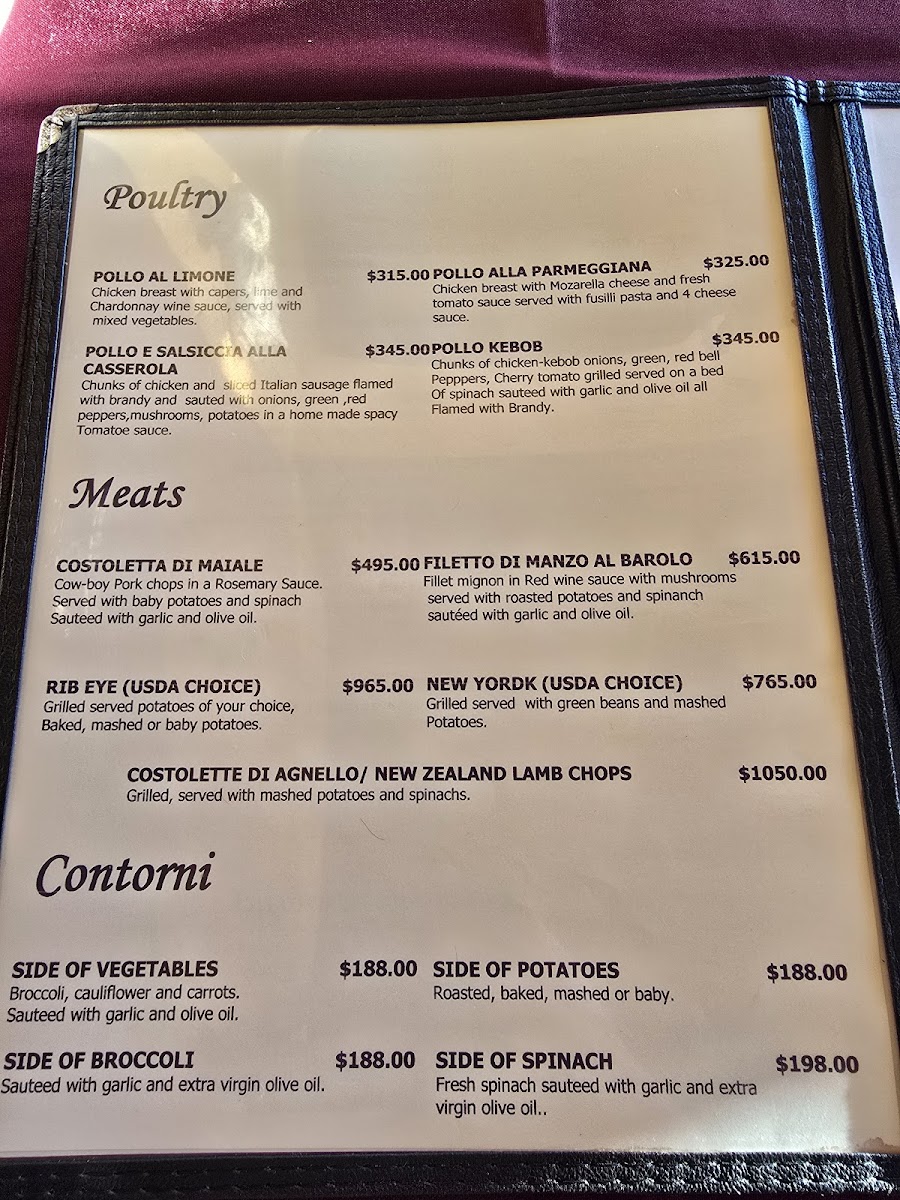 Poultry
POLLO AL LIMONE $315.00
Chicken breast with capers, lime and
Chardonnay wine sauce, served with
mixed vegetables.
POLLO ALLA PARMEGGIANA $325.00
Chicken breast with Mozarella cheese and fresh
tomato sauce served with fusilli pasta and 4 cheese
sauce.
POLLO E SALSICCIA ALLA $345.00
CASSEROLA
Chunks of chicken and sliced Italian sausage flamed
with brandy and sauted with onions, green ,red
peppers,mushrooms, potatoes in a home made spacy
Tomatoe sauce.
POLLO KEBOB $345.00
Chunks of chicken-kebob onions, green, red bell
Pepppers, Cherry tomato grilled served on a bed
Of spinach sauteed with garlic and olive oil all
Flamed with Brandy.
Meats
COSTOLETTA DI MAIALE $495.00
Cow-boy Pork chops in a Rosemary Sauce.
Served with baby potatoes and spinach
Sauteed with garlic and olive oil.
FILETTO DI MANZO AL BAROLO $615.00
Fillet mignon in Red wine sauce with mushrooms
served with roasted potatoes and spinanch
sautéed with garlic and olive oil.
RIB EYE (USDA CHOICE) $965.00
Grilled served potatoes of your choice,
Baked, mashed or baby potatoes.
NEW YORDK (USDA CHOICE) $765.00
Grilled served with green beans and mashed
Potatoes.
COSTOLETTE DI AGNELLO/ NEW ZEALAND LAMB CHOPS $1050.00
Grilled, served with mashed potatoes and spinachs.
Contorni
SIDE OF VEGETABLES $188.00
Broccoli, cauliflower and carrots.
Sauteed with garlic and olive oil.
SIDE OF POTATOES $188.00
Roasted, baked, mashed or baby.
SIDE OF BROCCOLI $188.00
Sauteed with garlic and extra virgin olive oil.
SIDE OF SPINACH $198.00
Fresh spinach sauteed with garlic and extra
virgin olive oil..